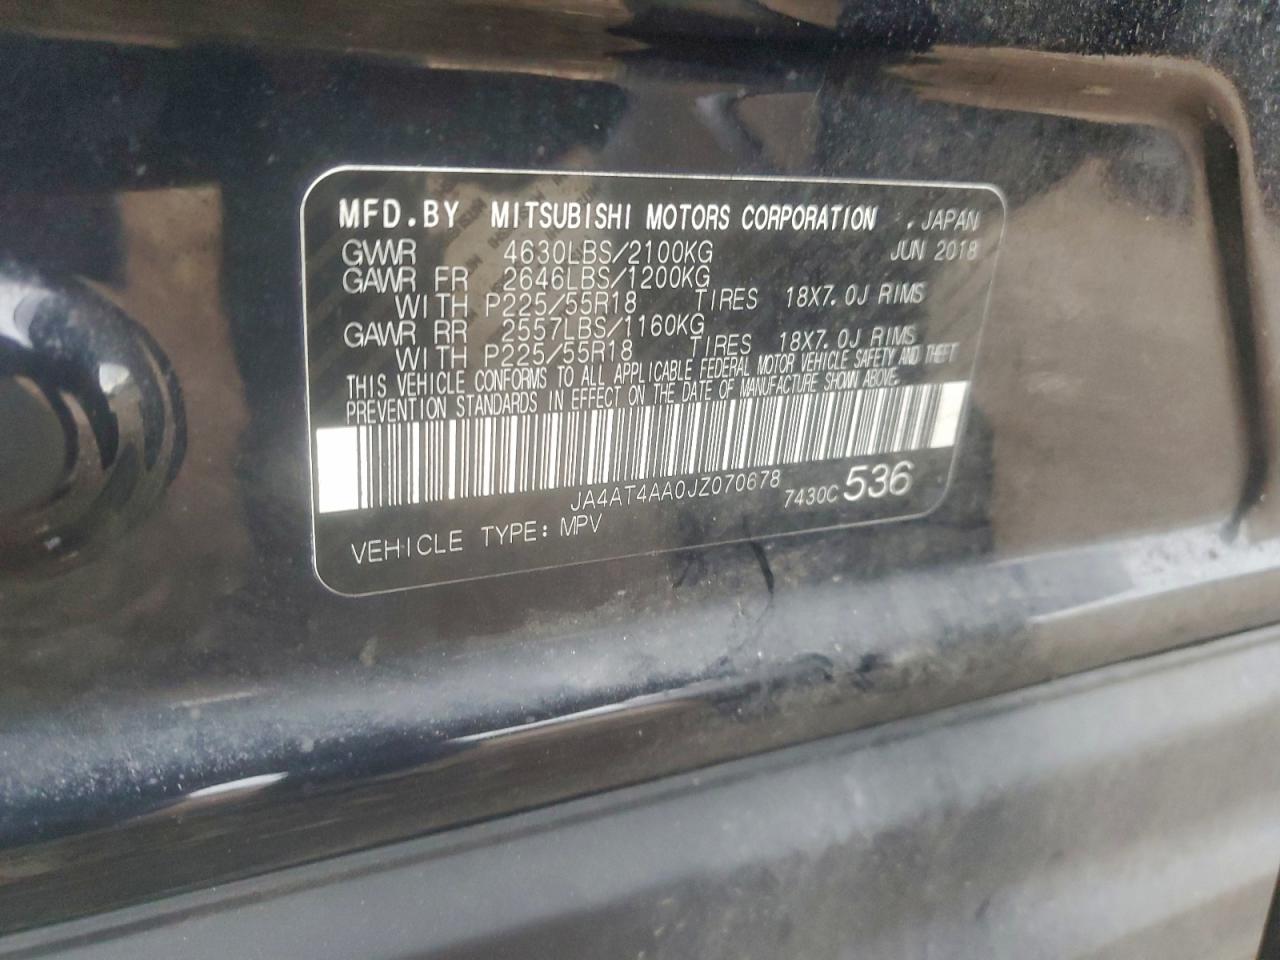 MFD.BY MITSUBISHI MOTORS CORPORATION , JAPAN
GVWR 4630LBS/2100KG JUN 2018
GAWR FR 2646LBS/1200KG
WITH P225/55R18 TIRES 18X7.0J RIMS
GAWR RR 2557LBS/1160KG
WITH P225/55R18 TIRES 18X7.0J RIMS
THIS VEHICLE CONFORMS TO ALL APPLICABLE FEDERAL MOTOR VEHICLE SAFETY AND THEFT
PREVENTION STANDARDS IN EFFECT ON THE DATE OF MANUFACTURE SHOWN ABOVE.
JA4AT4AA0JZ070678 7430C 536
VEHICLE TYPE: MPV